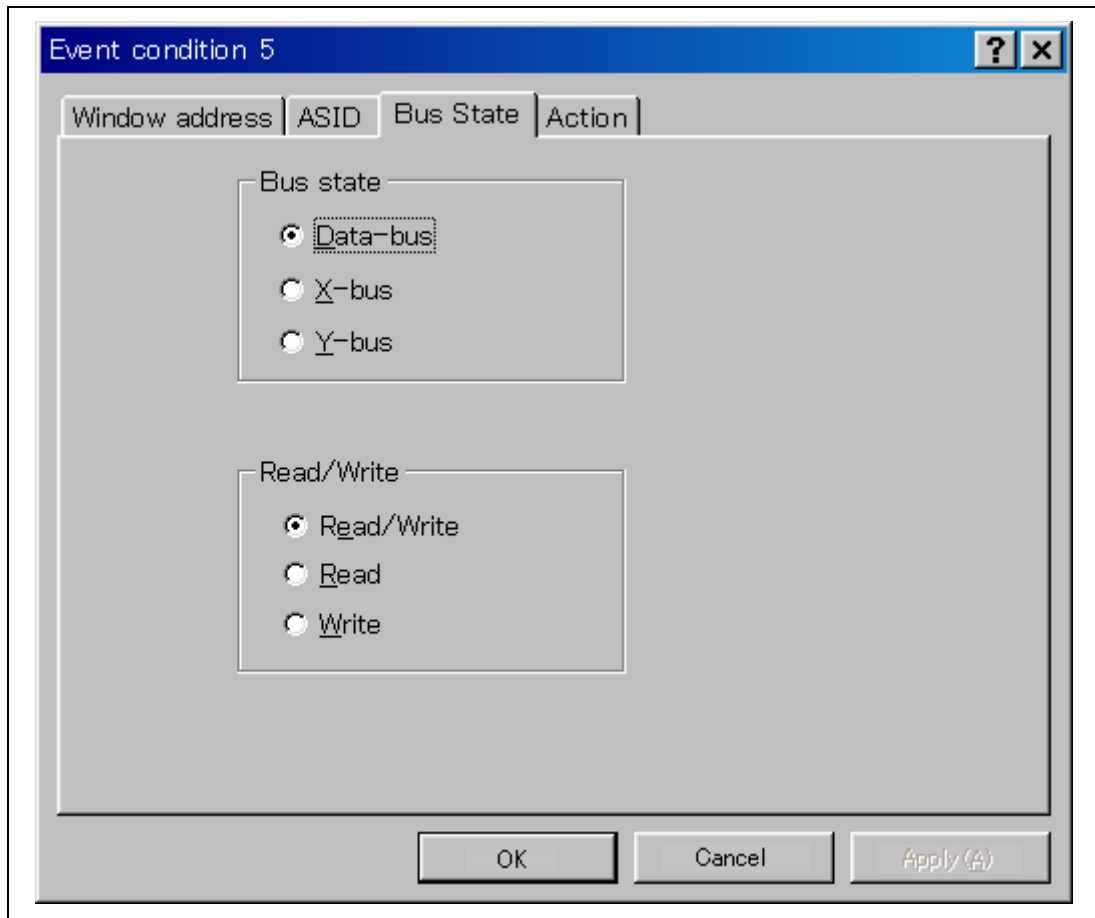 Event condition 5
Window address ASID Bus State Action
Bus state
Data-bus
X-bus
Y-bus
Read/Write
Read/Write
Read
Write
OK Cancel Apply(A)